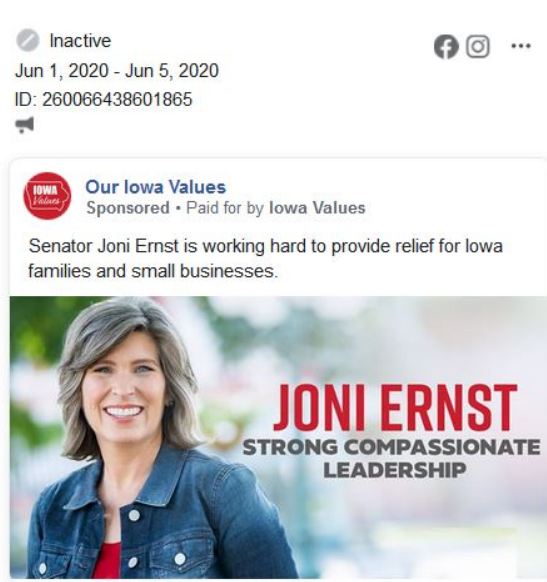 Inactive
Jun 1, 2020 - Jun 5, 2020
ID: 260066438601865
IOWA
Values
Our Iowa Values
Sponsored • Paid for by Iowa Values
Senator Joni Ernst is working hard to provide relief for Iowa
families and small businesses.
JONI ERNST
STRONG COMPASSIONATE
LEADERSHIP